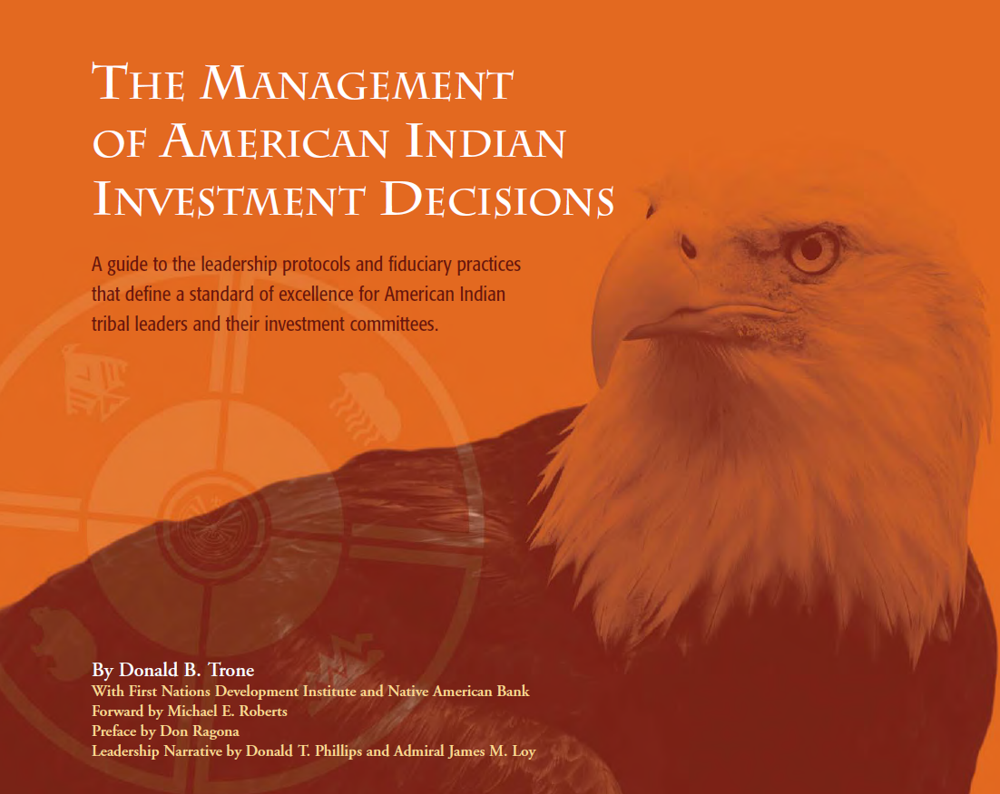 The Management
of American Indian
Investment Decisions
A guide to the leadership protocols and fiduciary practices
that define a standard of excellence for American Indian
tribal leaders and their investment committees.
By Donald B. Trone
With First Nations Development Institute and Native American Bank
Forward by Michael E. Roberts
Preface by Don Ragona
Leadership Narrative by Donald T. Phillips and Admiral James M. Loy